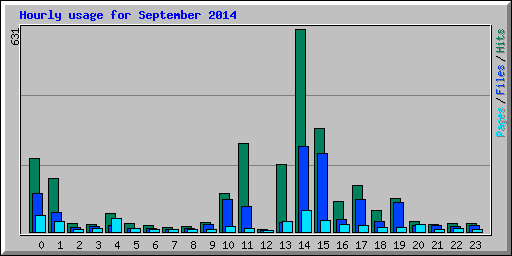 Hourly usage for September 2014
631
Pages/Files/Hits
0 1 2 3 4 5 6 7 8 9 10 11 12 13 14 15 16 17 18 19 20 21 22 23